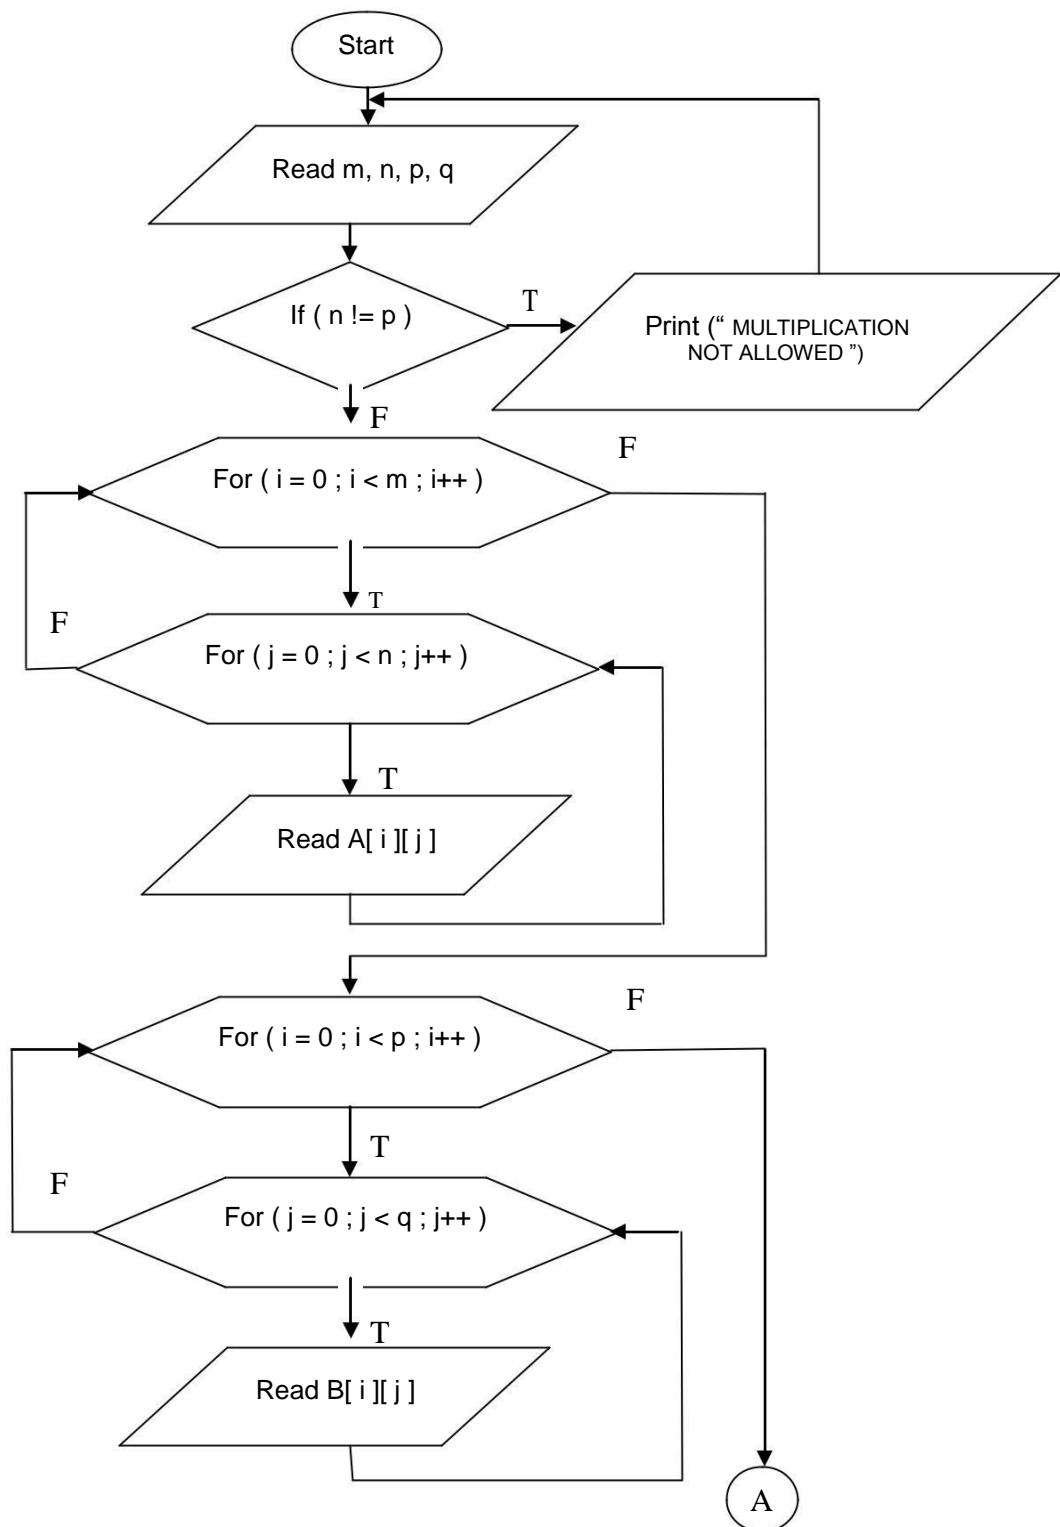 Start
Read m, n, p, q
If ( n != p )
T
Print (“ MULTIPLICATION
NOT ALLOWED ”)
F
For ( i = 0 ; i < m ; i++ )
F
T
For ( j = 0 ; j < n ; j++ )
F
T
Read A[ i ][ j ]
For ( i = 0 ; i < p ; i++ )
F
T
For ( j = 0 ; j < q ; j++ )
F
T
Read B[ i ][ j ]
A